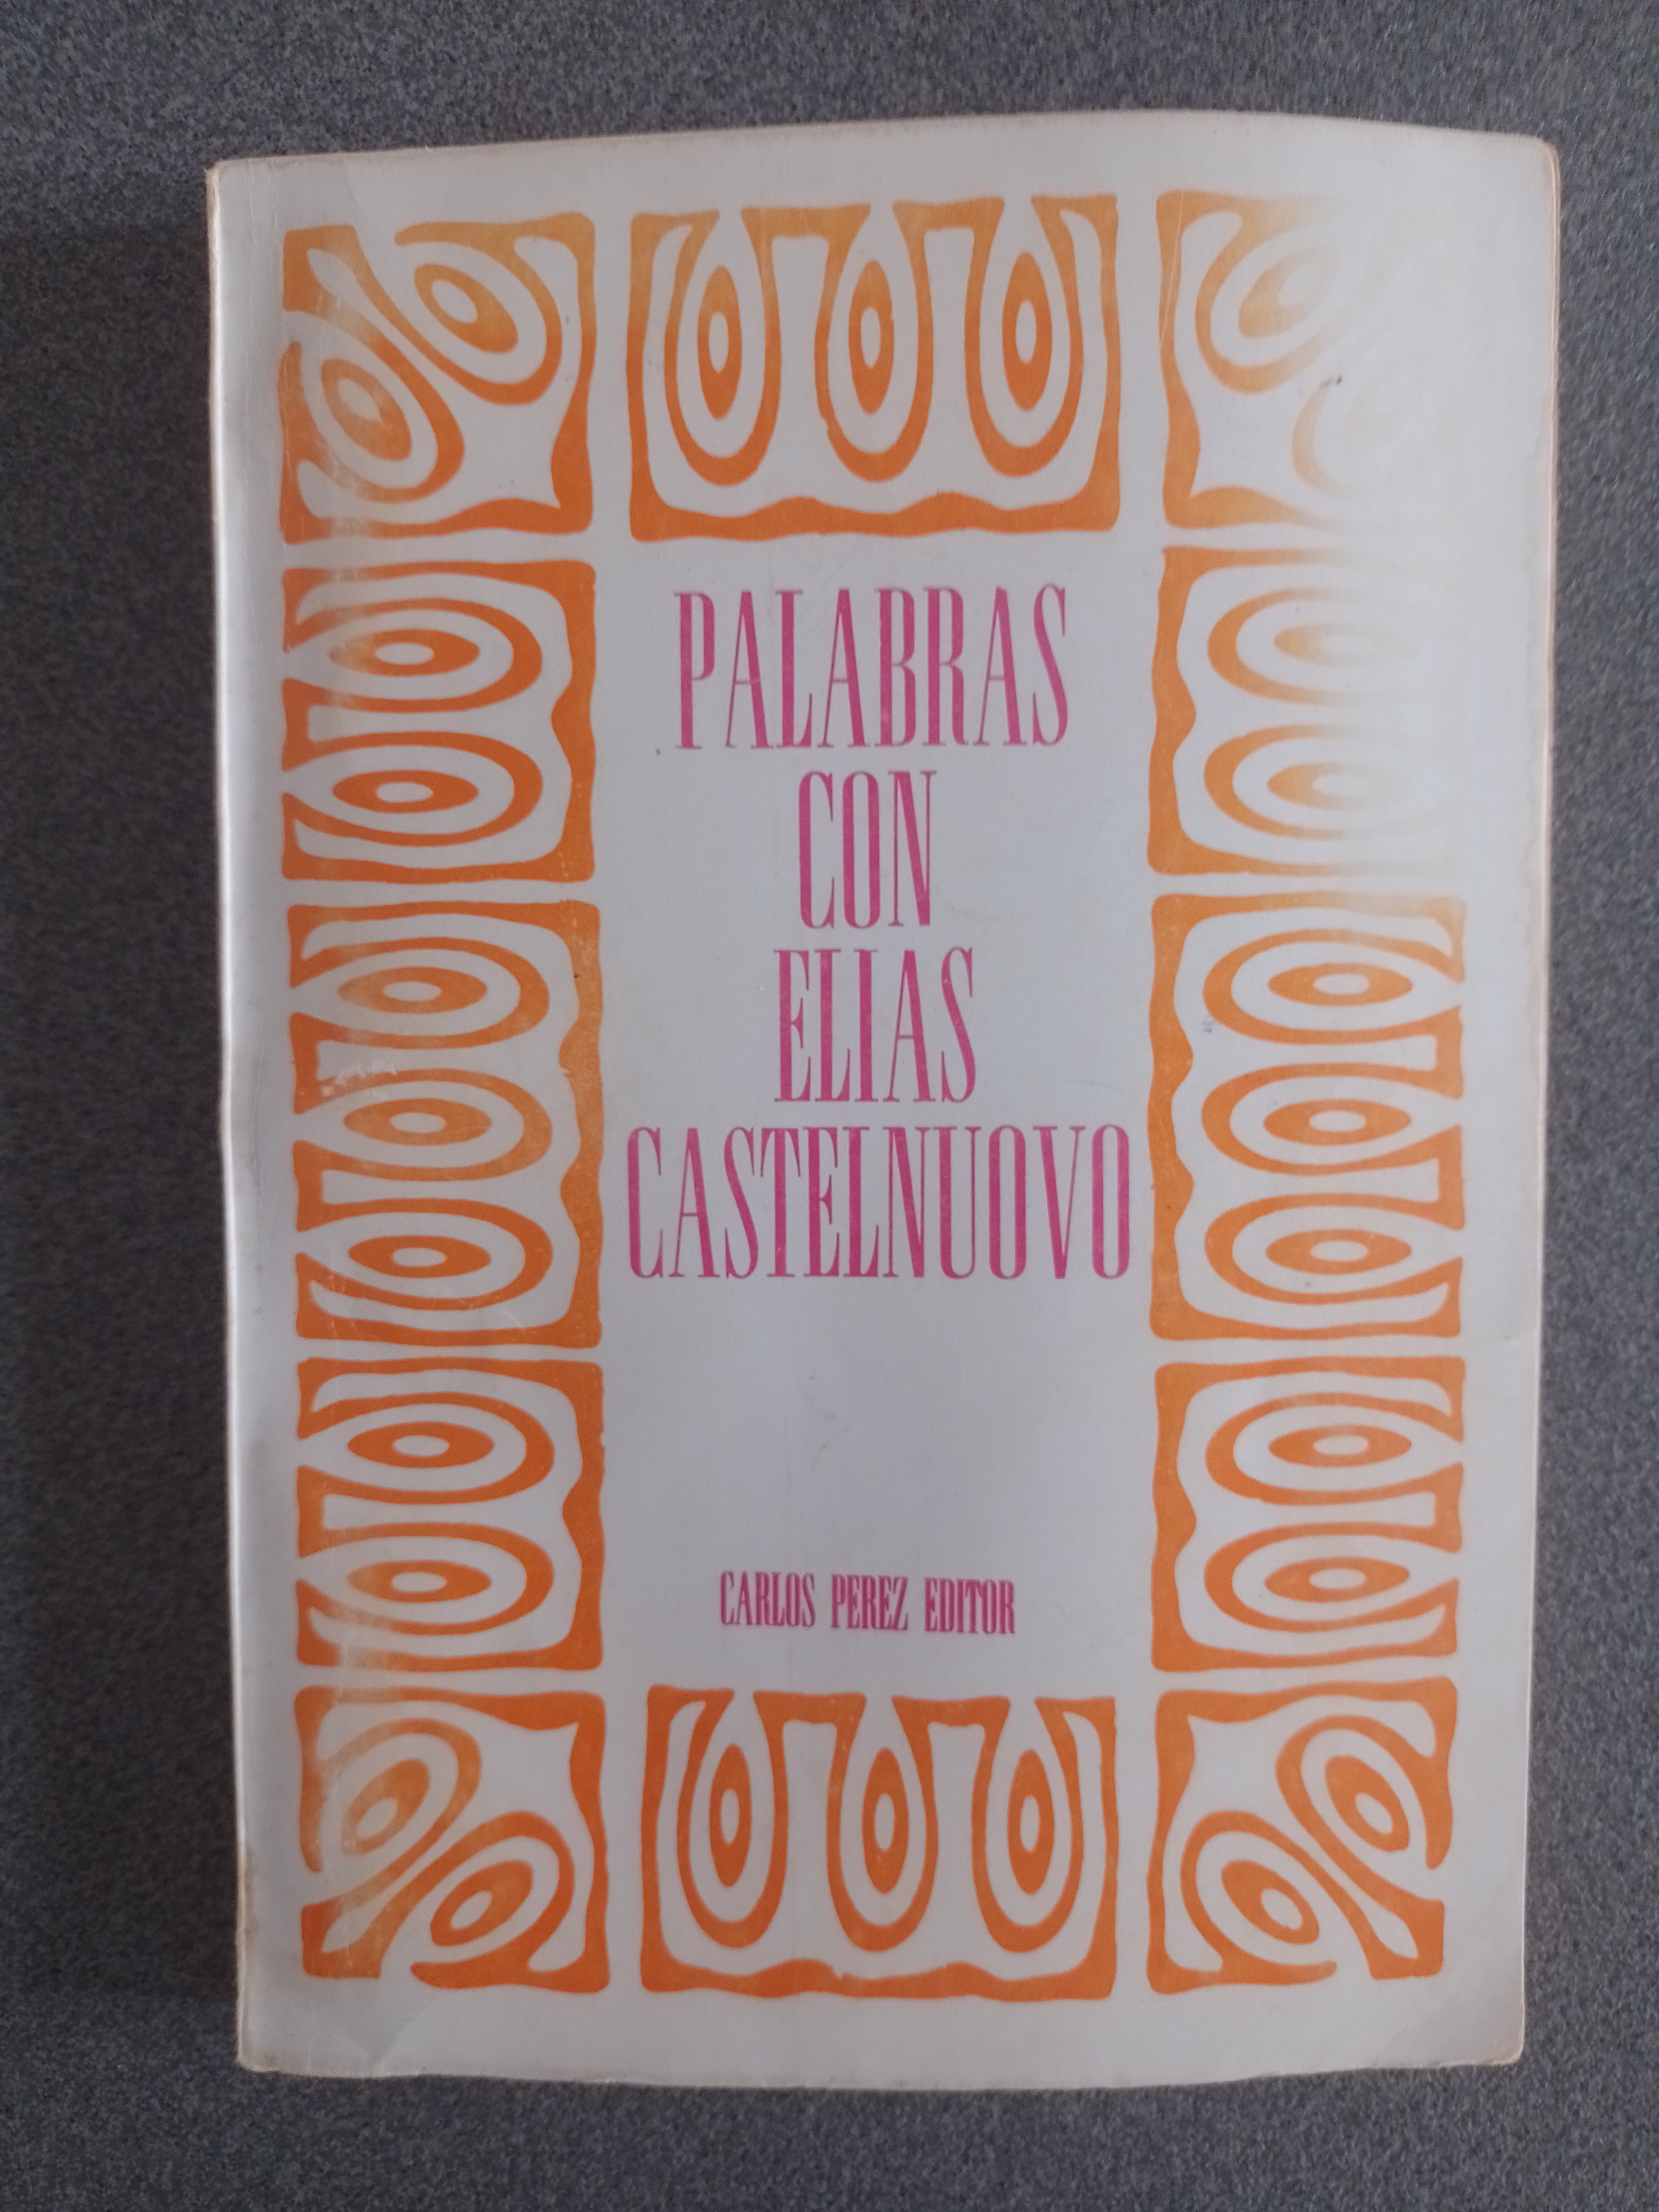 PALABRAS
CON
ELIAS
CASTELNUOVO
CARLOS PEREZ EDITOR